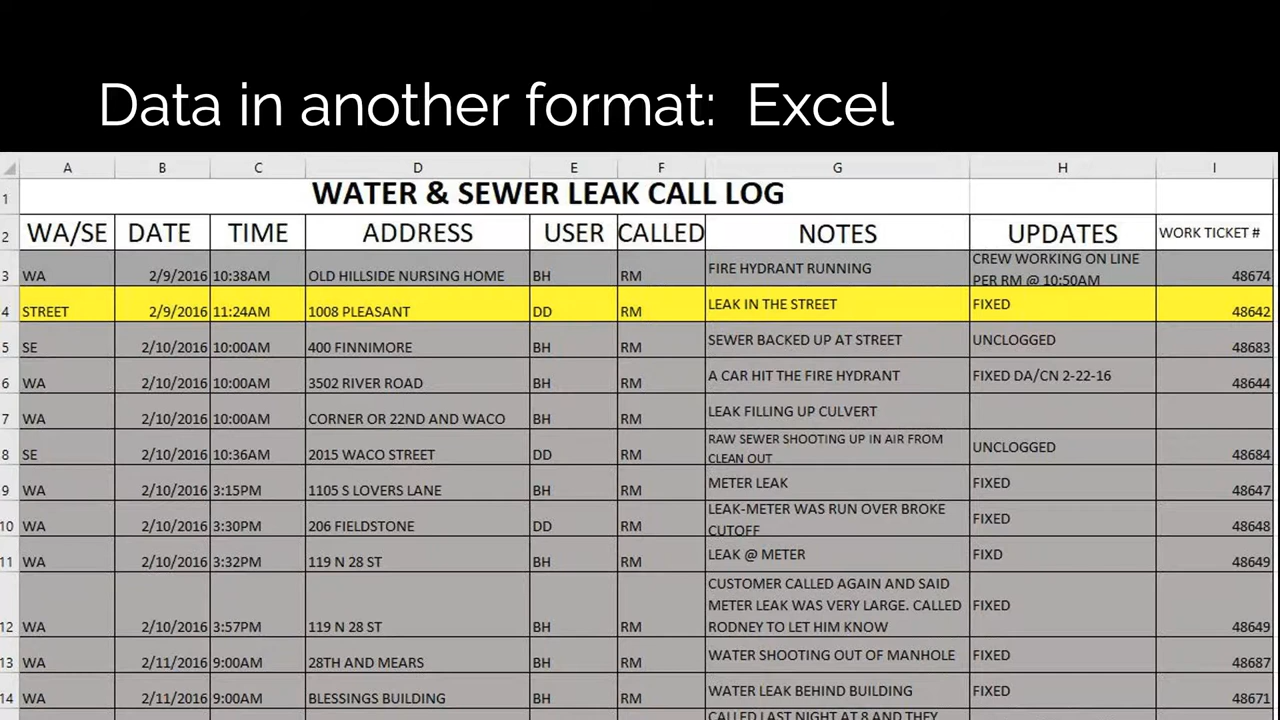 Data in another format: Excel
A B C D E F G H I
1 WATER & SEWER LEAK CALL LOG
2 WA/SE DATE TIME ADDRESS USER CALLED NOTES UPDATES WORK TICKET #
3 WA 2/9/2016 10:38AM OLD HILLSIDE NURSING HOME BH RM FIRE HYDRANT RUNNING CREW WORKING ON LINE
PER RM @ 10:50AM 48674
4 STREET 2/9/2016 11:24AM 1008 PLEASANT DD RM LEAK IN THE STREET FIXED 48642
5 SE 2/10/2016 10:00AM 400 FINNIMORE BH RM SEWER BACKED UP AT STREET UNCLOGGED 48683
6 WA 2/10/2016 10:00AM 3502 RIVER ROAD BH RM A CAR HIT THE FIRE HYDRANT FIXED DA/CN 2-22-16 48644
7 WA 2/10/2016 10:00AM CORNER OR 22ND AND WACO BH RM LEAK FILLING UP CULVERT
8 SE 2/10/2016 10:36AM 2015 WACO STREET DD RM RAW SEWER SHOOTING UP IN AIR FROM
CLEAN OUT UNCLOGGED 48684
9 WA 2/10/2016 3:15PM 1105 S LOVERS LANE BH RM METER LEAK FIXED 48647
10 WA 2/10/2016 3:30PM 206 FIELDSTONE DD RM LEAK-METER WAS RUN OVER BROKE
CUTOFF FIXED 48648
11 WA 2/10/2016 3:32PM 119 N 28 ST BH RM LEAK @ METER FIXD 48649
12 WA 2/10/2016 3:57PM 119 N 28 ST BH RM CUSTOMER CALLED AGAIN AND SAID
METER LEAK WAS VERY LARGE. CALLED
RODNEY TO LET HIM KNOW FIXED 48649
13 WA 2/11/2016 9:00AM 28TH AND MEARS BH RM WATER SHOOTING OUT OF MANHOLE FIXED 48687
14 WA 2/11/2016 9:00AM BLESSINGS BUILDING BH RM WATER LEAK BEHIND BUILDING FIXED 48671
CALLED LAST NIGHT AT 8 AND THEY